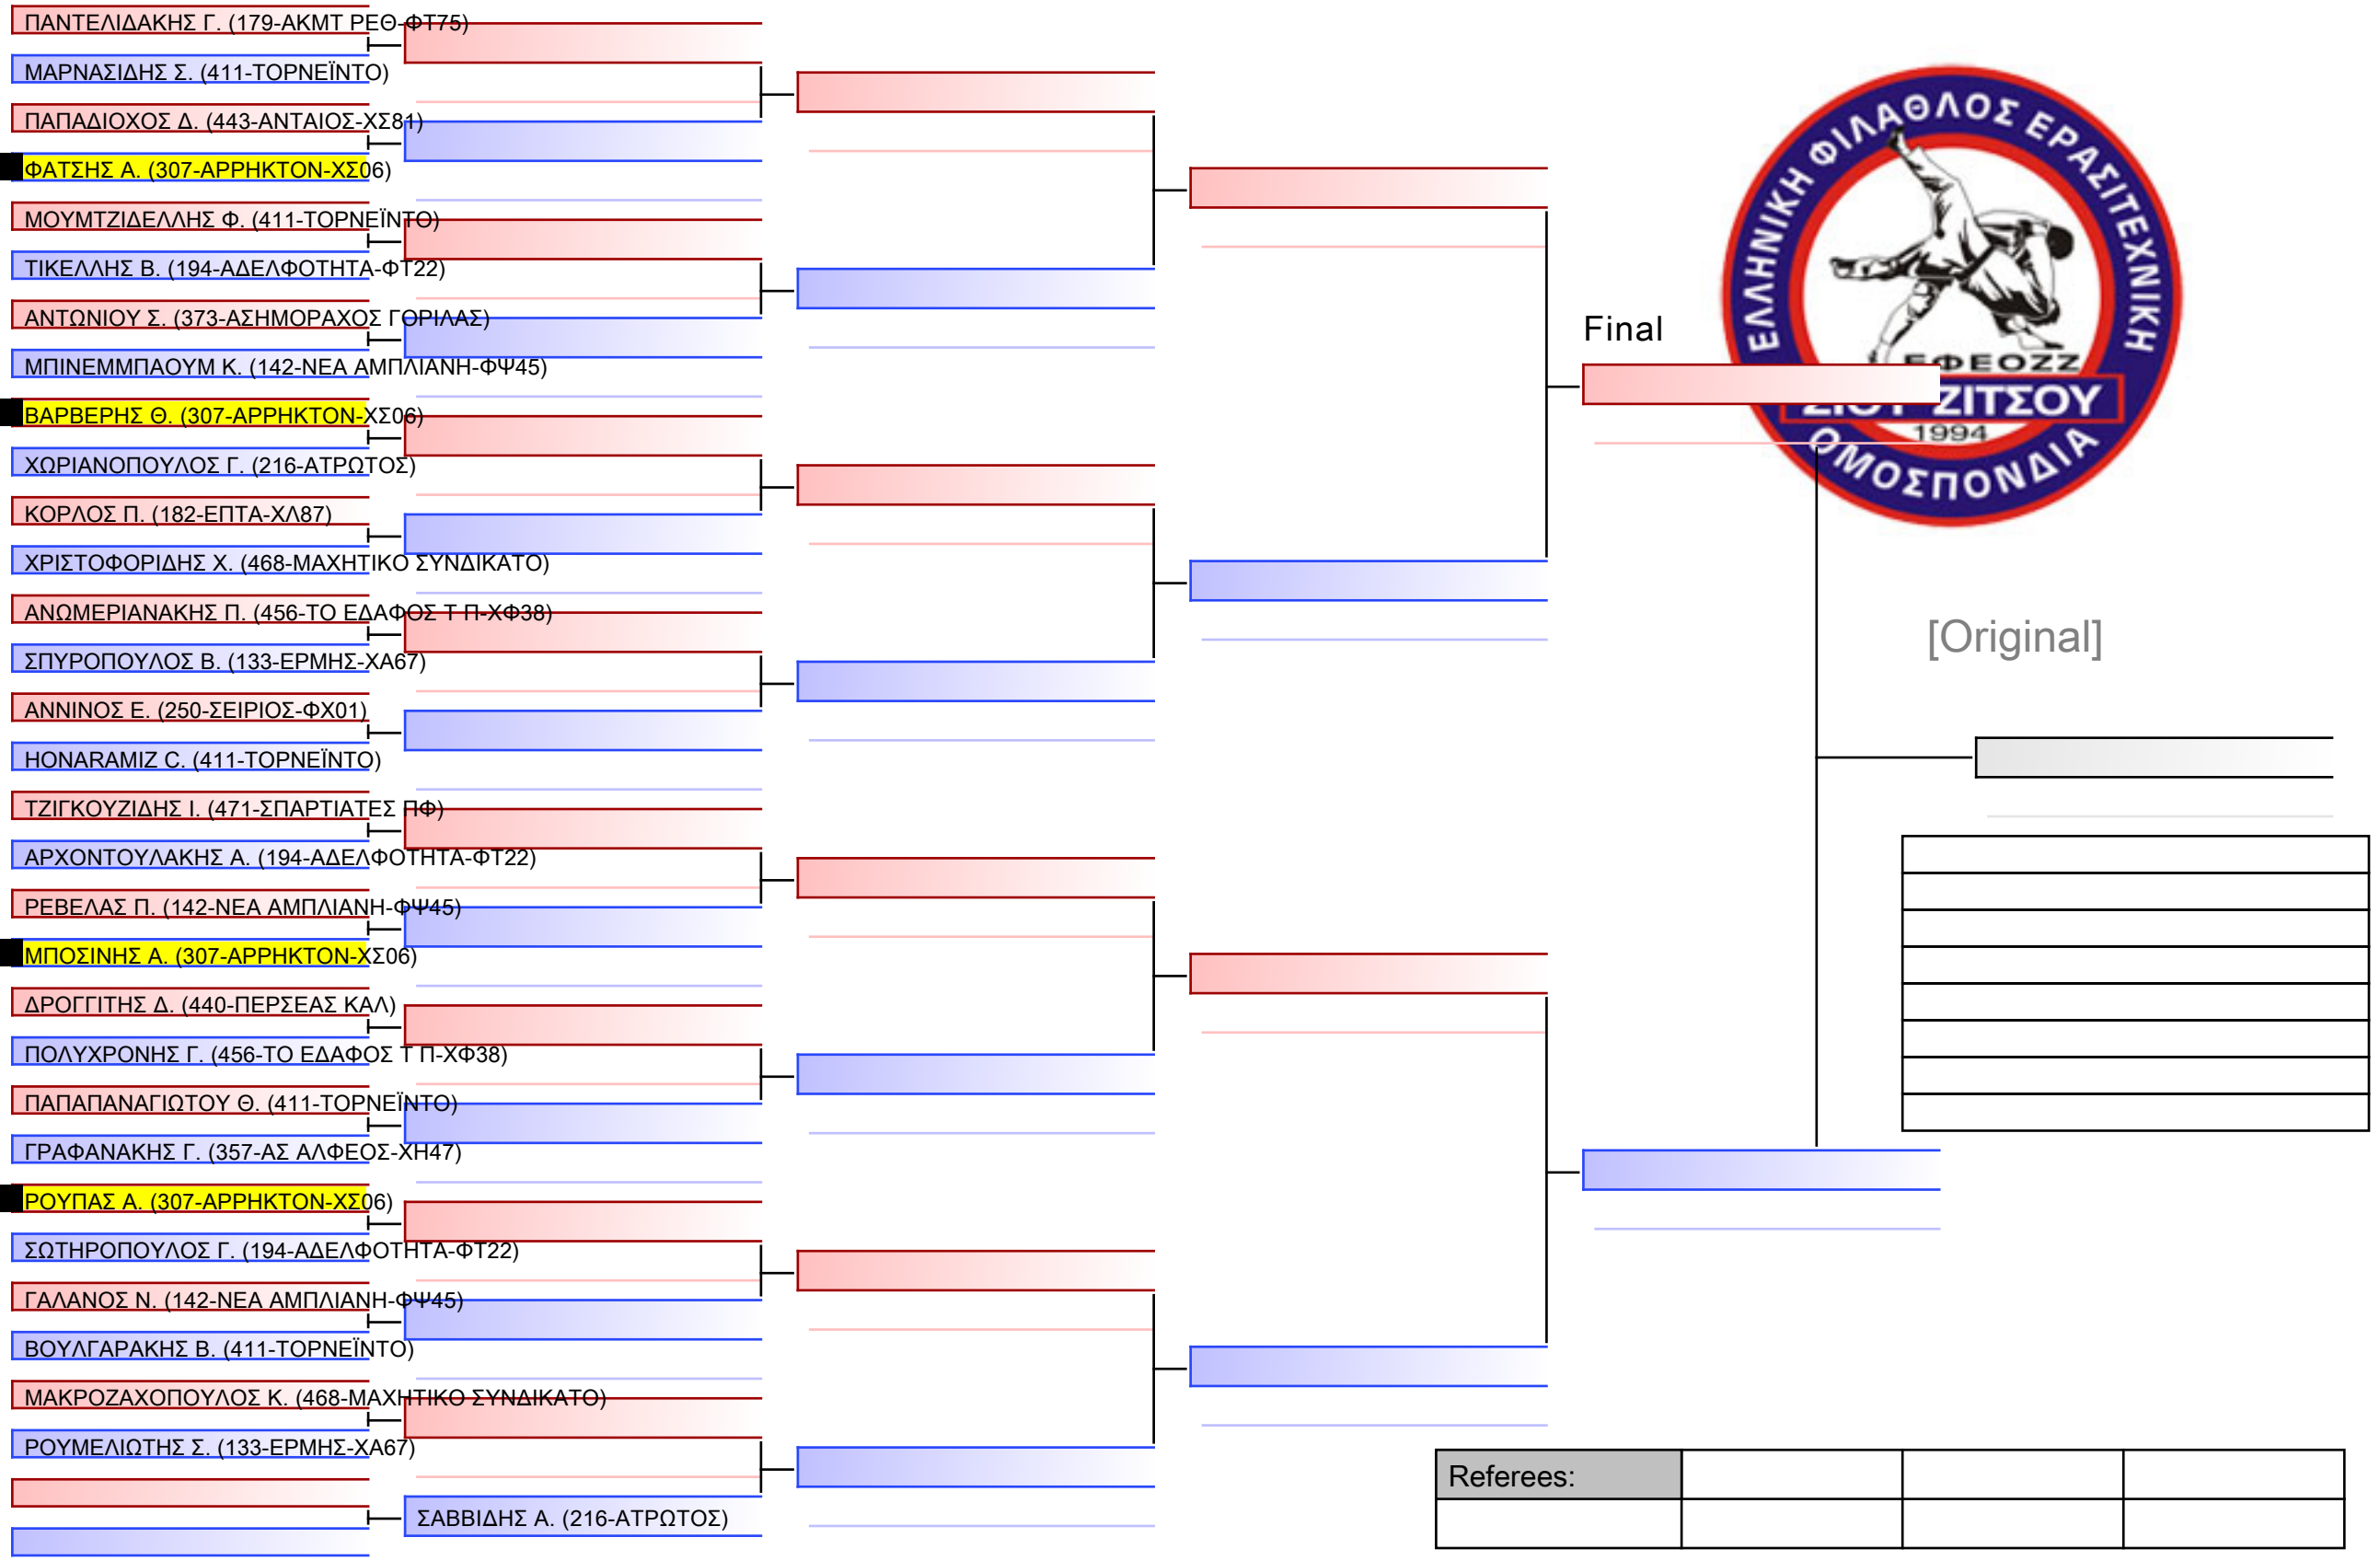 ΠΑΝΤΕΛΙΔΑΚΗΣ Γ. (179-ΑΚΜΤ ΡΕΘ-ΦΤ75)
ΜΑΡΝΑΣΙΔΗΣ Σ. (411-ΤΟΡΝΕΪΝΤΟ)
ΠΑΠΑΔΙΟΧΟΣ Δ. (443-ΑΝΤΑΙΟΣ-ΧΣ81)
ΦΑΤΣΗΣ Α. (307-ΑΡΡΗΚΤΟΝ-ΧΣ06)
ΜΟΥΜΤΖΙΔΕΛΛΗΣ Φ. (411-ΤΟΡΝΕΪΝΤΟ)
ΤΙΚΕΛΛΗΣ Β. (194-ΑΔΕΛΦΟΤΗΤΑ-ΦΤ22)
ΑΝΤΩΝΙΟΥ Σ. (373-ΑΣΗΜΟΡΑΧΟΣ ΓΟΡΙΛΑΣ)
ΜΠΙΝΕΜΜΠΑΟΥΜ Κ. (142-ΝΕΑ ΑΜΠΛΙΑΝΗ-ΦΨ45)
ΒΑΡΒΕΡΗΣ Θ. (307-ΑΡΡΗΚΤΟΝ-ΧΣ06)
ΧΩΡΙΑΝΟΠΟΥΛΟΣ Γ. (216-ΑΤΡΩΤΟΣ)
ΚΟΡΛΟΣ Π. (182-ΕΠΤΑ-ΧΛ87)
ΧΡΙΣΤΟΦΟΡΙΔΗΣ Χ. (468-ΜΑΧΗΤΙΚΟ ΣΥΝΔΙΚΑΤΟ)
ΑΝΩΜΕΡΙΑΝΑΚΗΣ Π. (456-ΤΟ ΕΔΑΦΟΣ Τ Π-ΧΦ38)
ΣΠΥΡΟΠΟΥΛΟΣ Β. (133-ΕΡΜΗΣ-ΧΑ67)
ΑΝΝΙΝΟΣ Ε. (250-ΣΕΙΡΙΟΣ-ΦΧ01)
HONARAMIZ C. (411-ΤΟΡΝΕΪΝΤΟ)
ΤΖΙΓΚΟΥΖΙΔΗΣ Ι. (471-ΣΠΑΡΤΙΑΤΕΣ ΠΦ)
ΑΡΧΟΝΤΟΥΛΑΚΗΣ Α. (194-ΑΔΕΛΦΟΤΗΤΑ-ΦΤ22)
ΡΕΒΕΛΑΣ Π. (142-ΝΕΑ ΑΜΠΛΙΑΝΗ-ΦΨ45)
ΜΠΟΣΙΝΗΣ Α. (307-ΑΡΡΗΚΤΟΝ-ΧΣ06)
ΔΡΟΓΓΙΤΗΣ Δ. (440-ΠΕΡΣΕΑΣ ΚΑΛ)
ΠΟΛΥΧΡΟΝΗΣ Γ. (456-ΤΟ ΕΔΑΦΟΣ Τ Π-ΧΦ38)
ΠΑΠΑΠΑΝΑΓΙΩΤΟΥ Θ. (411-ΤΟΡΝΕΪΝΤΟ)
ΓΡΑΦΑΝΑΚΗΣ Γ. (357-ΑΣ ΑΛΦΕΟΣ-ΧΗ47)
ΡΟΥΠΑΣ Α. (307-ΑΡΡΗΚΤΟΝ-ΧΣ06)
ΣΩΤΗΡΟΠΟΥΛΟΣ Γ. (194-ΑΔΕΛΦΟΤΗΤΑ-ΦΤ22)
ΓΑΛΑΝΟΣ Ν. (142-ΝΕΑ ΑΜΠΛΙΑΝΗ-ΦΨ45)
ΒΟΥΛΓΑΡΑΚΗΣ Β. (411-ΤΟΡΝΕΪΝΤΟ)
ΜΑΚΡΟΖΑΧΟΠΟΥΛΟΣ Κ. (468-ΜΑΧΗΤΙΚΟ ΣΥΝΔΙΚΑΤΟ)
ΡΟΥΜΕΛΙΩΤΗΣ Σ. (133-ΕΡΜΗΣ-ΧΑ67)
ΣΑΒΒΙΔΗΣ Α. (216-ΑΤΡΩΤΟΣ)
Final
ΕΛΛΗΝΙΚΗ ΦΙΛΑΘΛΟΣ ΕΡΑΣΙΤΕΧΝΙΚΗ
ΕΦΕΟΖΖ
ΖΙΤΣΟΥ
1994
ΟΜΟΣΠΟΝΔΙΑ
[Original]
Referees: